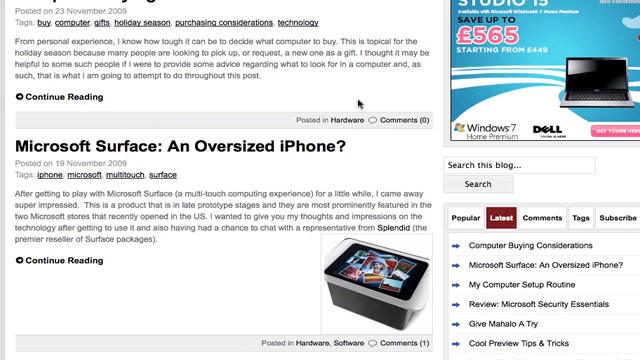 Posted on 23 November 2009
Tags: buy, computer, gifts, holiday season, purchasing considerations, technology
From personal experience, I know how tough it can be to decide what computer to buy. This is topical for the
holiday season because many people are looking to pick up, or request, a new one as a gift. I thought it may be
helpful to some such people if I were to provide some advice regarding what to look for in a computer and, as
such, that is what I am going to attempt to do throughout this post.
Continue Reading
Posted in Hardware Comments (0)
Microsoft Surface: An Oversized iPhone?
Posted on 19 November 2009
Tags: iphone, microsoft, multitouch, surface
After getting to play with Microsoft Surface (a multi-touch computing experience) for a little while, I came away
super impressed. This is a product that is in late prototype stages and they are most prominently featured in the
two Microsoft stores that recently opened in the US. I wanted to give you my thoughts and impressions on the
technology after getting to use it and also having had a chance to chat with a representative from Splendid (the
premier reseller of Surface packages).
Continue Reading
Posted in Hardware, Software Comments (1)
STUDIO 15
Available with Microsoft Windows 7 Home Premium
SAVE UP TO
£565
STARTING FROM £449
Windows 7
Home Premium
DELL
GET YOURS HERE
Search this blog...
Search
Popular Latest Comments Tags Subscribe
Computer Buying Considerations
Microsoft Surface: An Oversized iPhone?
My Computer Setup Routine
Review: Microsoft Security Essentials
Give Mahalo A Try
Cool Preview Tips & Tricks